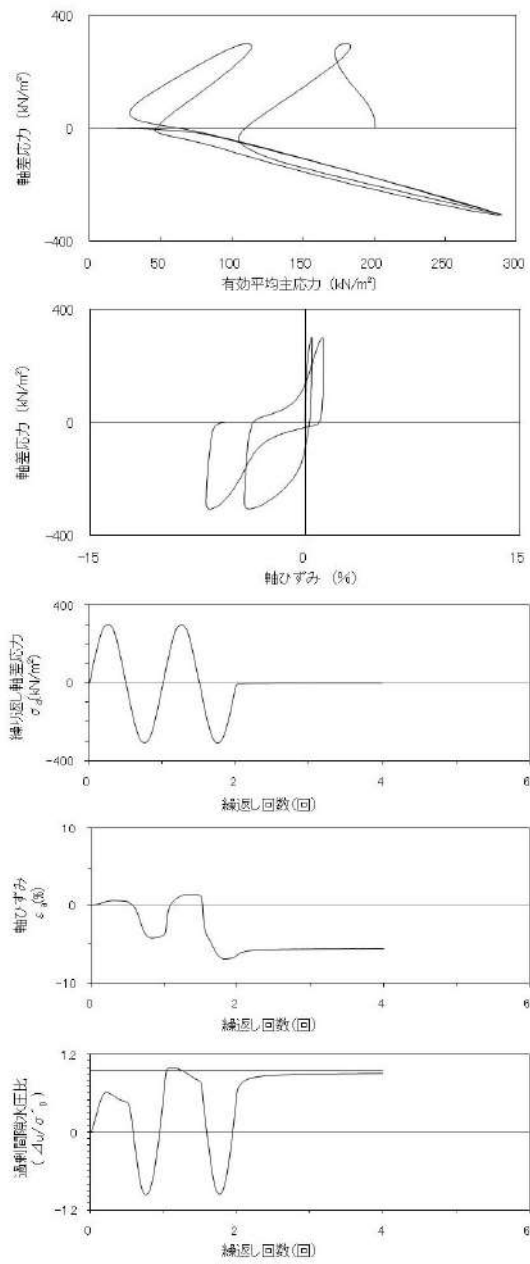 400
0
-400
軸差応力 (kN/m²)
0 50 100 150 200 250 300
有効平均主応力 (kN/m²)
400
0
-400
軸差応力 (kN/m²)
-15 0 15
軸ひずみ (%)
400
0
-400
繰り返し軸差応力
σd(kN/m²)
0 2 4 6
繰返し回数(回)
10
0
-10
軸ひずみ
εa(%)
0 2 4 6
繰返し回数(回)
1.2
0
-1.2
過剰間隙水圧比
(⊿u/σ'0)
0 2 4 6
繰返し回数(回)